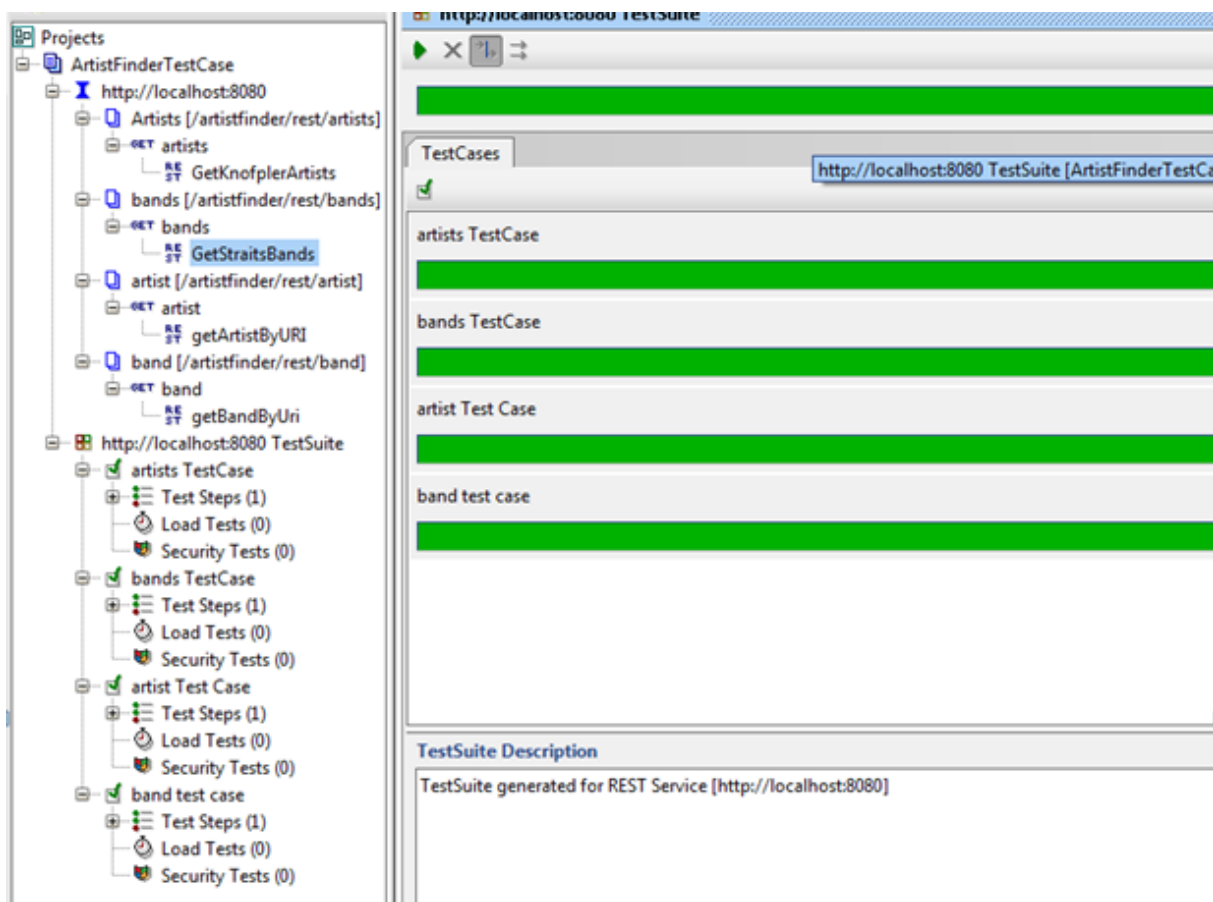 Projects
ArtistFinderTestCase
http://localhost:8080
Artists [/artistfinder/rest/artists]
GET artists
REST GetKnofplerArtists
bands [/artistfinder/rest/bands]
GET bands
REST GetStraitsBands
artist [/artistfinder/rest/artist]
GET artist
REST getArtistByURI
band [/artistfinder/rest/band]
GET band
REST getBandByUri
http://localhost:8080 TestSuite
artists TestCase
Test Steps (1)
Load Tests (0)
Security Tests (0)
bands TestCase
Test Steps (1)
Load Tests (0)
Security Tests (0)
artist Test Case
Test Steps (1)
Load Tests (0)
Security Tests (0)
band test case
Test Steps (1)
Load Tests (0)
Security Tests (0)
http://localhost:8080 TestSuite
TestCases
http://localhost:8080 TestSuite [ArtistFinderTestCa
artists TestCase
bands TestCase
artist Test Case
band test case
TestSuite Description
TestSuite generated for REST Service [http://localhost:8080]